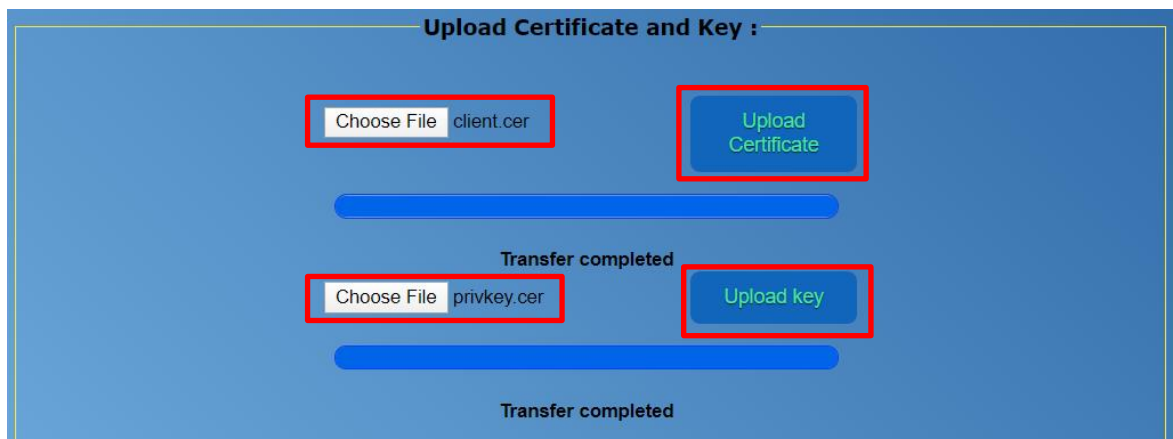 Upload Certificate and Key :
Choose File client.cer
Upload
Certificate
Transfer completed
Choose File privkey.cer
Upload key
Transfer completed